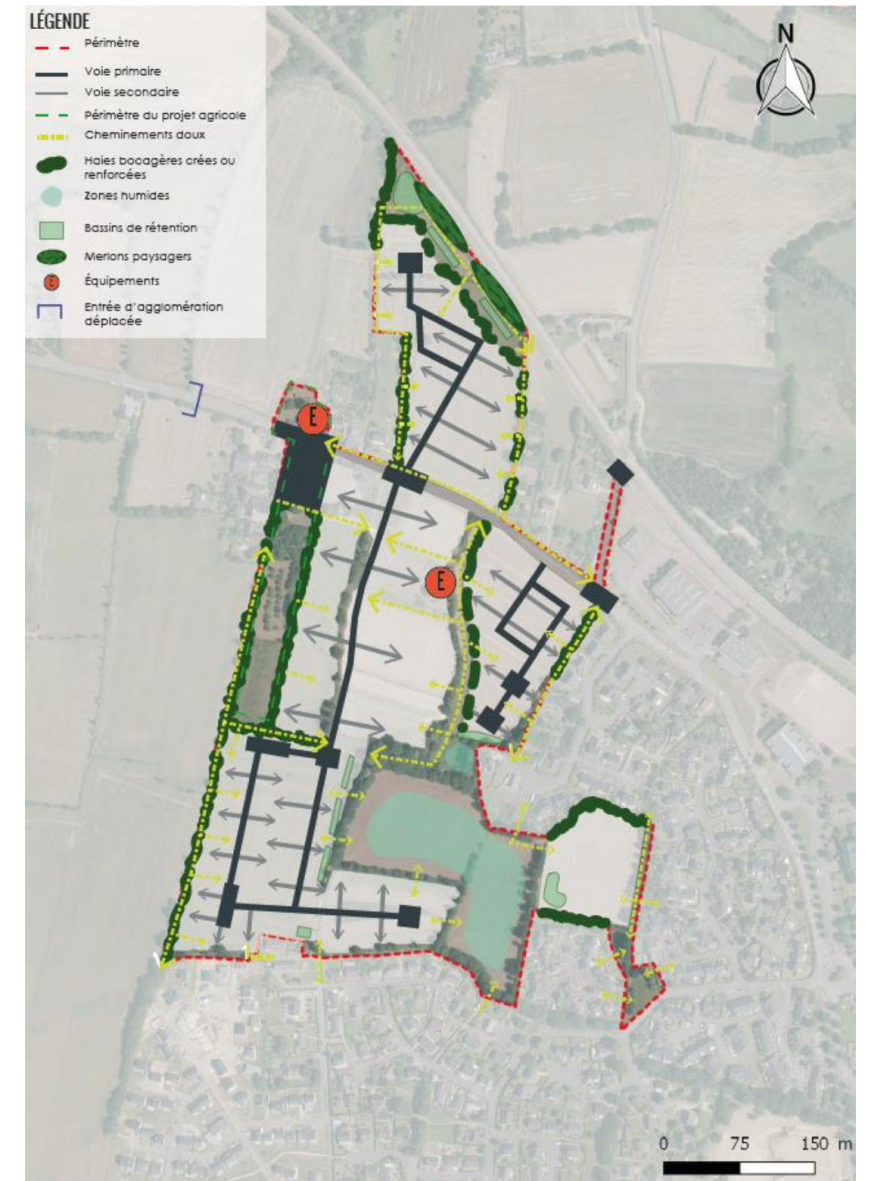 LÉGENDE
Périmètre
Voie primaire
Voie secondaire
Périmètre du projet agricole
Cheminements doux
Haies bocagères crées ou
renforcées
Zones humides
Bassins de rétention
Merlons paysagers
E
Équipements
Entrée d'agglomération
déplacée
N
E
E
0 75 150 m